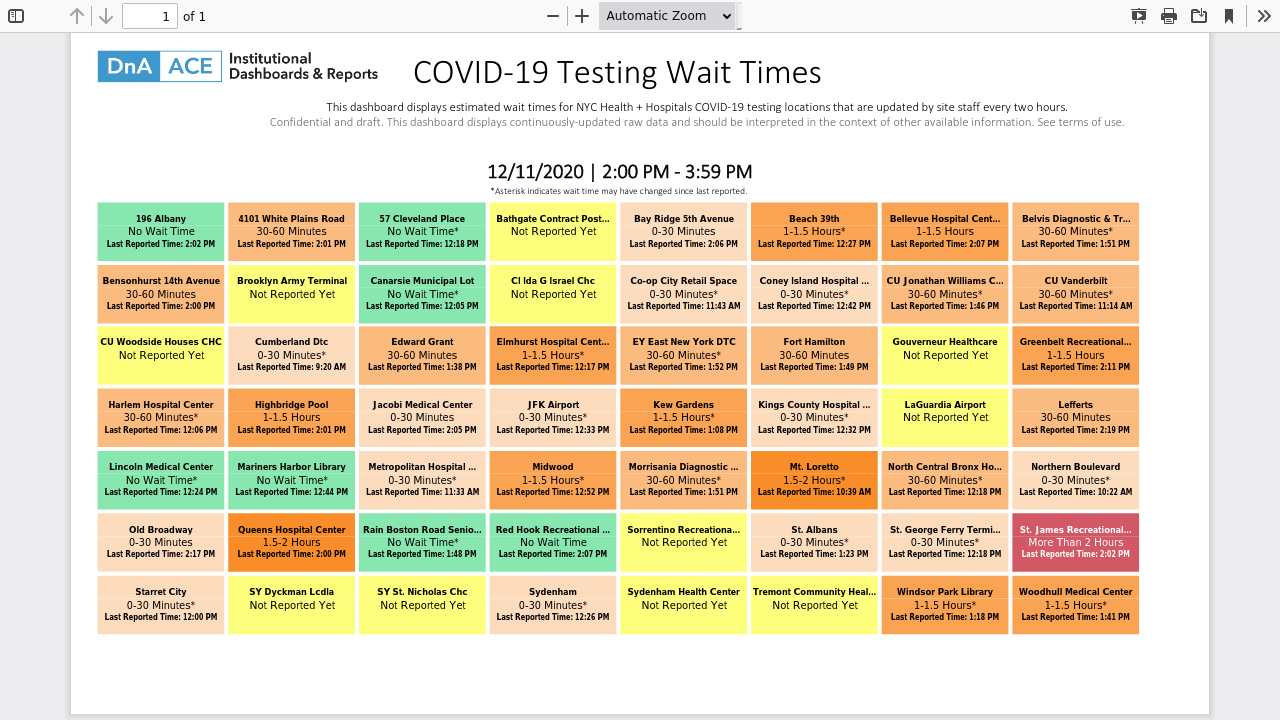 1 of 1 Automatic Zoom
DnA ACE Institutional
Dashboards & Reports
COVID-19 Testing Wait Times
This dashboard displays estimated wait times for NYC Health + Hospitals COVID-19 testing locations that are updated by site staff every two hours.
Confidential and draft. This dashboard displays continuously-updated raw data and should be interpreted in the context of other available information. See terms of use.
12/11/2020 | 2:00 PM - 3:59 PM
*Asterisk indicates wait time may have changed since last reported.
196 Albany
No Wait Time
Last Reported Time: 2:02 PM
4101 White Plains Road
30-60 Minutes
Last Reported Time: 2:01 PM
57 Cleveland Place
No Wait Time*
Last Reported Time: 12:18 PM
Bathgate Contract Post...
Not Reported Yet
Bay Ridge 5th Avenue
0-30 Minutes
Last Reported Time: 2:06 PM
Beach 39th
1-1.5 Hours*
Last Reported Time: 12:27 PM
Bellevue Hospital Cent...
1-1.5 Hours
Last Reported Time: 2:07 PM
Belvis Diagnostic & Tr...
30-60 Minutes*
Last Reported Time: 1:51 PM
Bensonhurst 14th Avenue
30-60 Minutes
Last Reported Time: 2:00 PM
Brooklyn Army Terminal
Not Reported Yet
Canarsie Municipal Lot
No Wait Time*
Last Reported Time: 12:05 PM
CI Ida G Israel Chc
Not Reported Yet
Co-op City Retail Space
0-30 Minutes*
Last Reported Time: 11:43 AM
Coney Island Hospital ...
0-30 Minutes*
Last Reported Time: 12:42 PM
CU Jonathan Williams C...
30-60 Minutes*
Last Reported Time: 1:46 PM
CU Vanderbilt
30-60 Minutes*
Last Reported Time: 11:14 AM
CU Woodside Houses CHC
Not Reported Yet
Cumberland Dtc
0-30 Minutes*
Last Reported Time: 9:20 AM
Edward Grant
30-60 Minutes
Last Reported Time: 1:38 PM
Elmhurst Hospital Cent...
1-1.5 Hours*
Last Reported Time: 12:17 PM
EY East New York DTC
30-60 Minutes*
Last Reported Time: 1:52 PM
Fort Hamilton
30-60 Minutes
Last Reported Time: 1:49 PM
Gouverneur Healthcare
Not Reported Yet
Greenbelt Recreational...
1-1.5 Hours
Last Reported Time: 2:11 PM
Harlem Hospital Center
30-60 Minutes*
Last Reported Time: 12:06 PM
Highbridge Pool
1-1.5 Hours
Last Reported Time: 2:01 PM
Jacobi Medical Center
0-30 Minutes
Last Reported Time: 2:05 PM
JFK Airport
0-30 Minutes*
Last Reported Time: 12:33 PM
Kew Gardens
1-1.5 Hours*
Last Reported Time: 1:08 PM
Kings County Hospital ...
0-30 Minutes*
Last Reported Time: 12:32 PM
LaGuardia Airport
Not Reported Yet
Lefferts
30-60 Minutes
Last Reported Time: 2:19 PM
Lincoln Medical Center
No Wait Time*
Last Reported Time: 12:24 PM
Mariners Harbor Library
No Wait Time*
Last Reported Time: 12:44 PM
Metropolitan Hospital ...
0-30 Minutes*
Last Reported Time: 11:33 AM
Midwood
1-1.5 Hours*
Last Reported Time: 12:52 PM
Morrisania Diagnostic ...
30-60 Minutes*
Last Reported Time: 1:51 PM
Mt. Loretto
1.5-2 Hours*
Last Reported Time: 10:39 AM
North Central Bronx Ho...
30-60 Minutes*
Last Reported Time: 12:18 PM
Northern Boulevard
0-30 Minutes*
Last Reported Time: 10:22 AM
Old Broadway
0-30 Minutes
Last Reported Time: 2:17 PM
Queens Hospital Center
1.5-2 Hours
Last Reported Time: 2:00 PM
Rain Boston Road Senio...
No Wait Time*
Last Reported Time: 1:48 PM
Red Hook Recreational ...
No Wait Time
Last Reported Time: 2:07 PM
Sorrentino Recreationa...
Not Reported Yet
St. Albans
0-30 Minutes*
Last Reported Time: 1:23 PM
St. George Ferry Termi...
0-30 Minutes*
Last Reported Time: 12:18 PM
St. James Recreational...
More Than 2 Hours
Last Reported Time: 2:02 PM
Starret City
0-30 Minutes*
Last Reported Time: 12:00 PM
SY Dyckman Lcdla
Not Reported Yet
SY St. Nicholas Chc
Not Reported Yet
Sydenham
0-30 Minutes*
Last Reported Time: 12:26 PM
Sydenham Health Center
Not Reported Yet
Tremont Community Heal...
Not Reported Yet
Windsor Park Library
1-1.5 Hours*
Last Reported Time: 1:18 PM
Woodhull Medical Center
1-1.5 Hours*
Last Reported Time: 1:41 PM